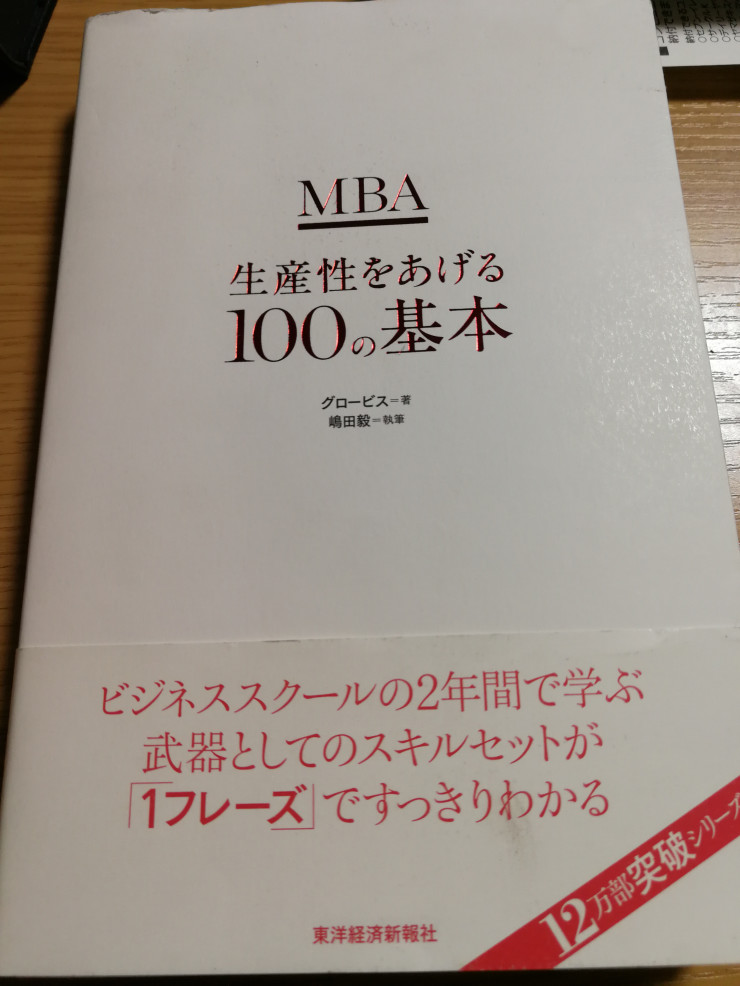 MBA
生産性をあげる
100の基本
グロービス=著
嶋田毅=執筆
ビジネススクールの2年間で学ぶ
武器としてのスキルセットが
「1フレーズ」ですっきりわかる
12万部突破シリーズ
東洋経済新報社